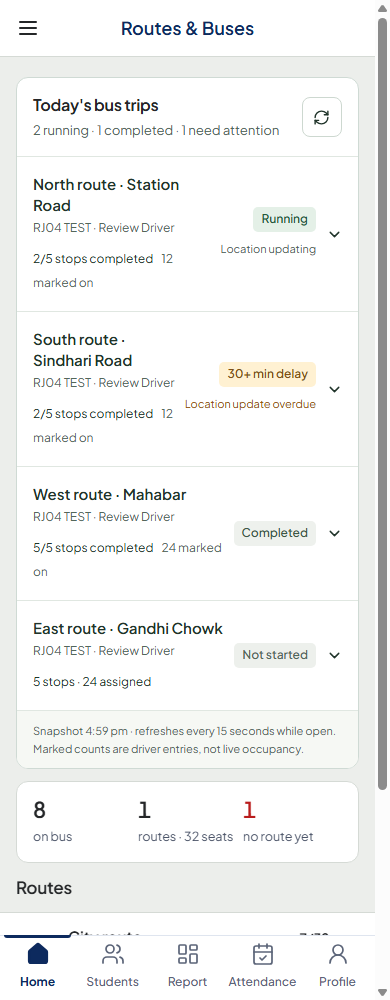 Routes & Buses
Today's bus trips
2 running · 1 completed · 1 need attention
North route · Station
Road
RJ04 TEST · Review Driver
2/5 stops completed 12
marked on
Running
Location updating
South route ·
Sindhari Road
RJ04 TEST · Review Driver
2/5 stops completed 12
marked on
30+ min delay
Location update overdue
West route · Mahabar
RJ04 TEST · Review Driver
5/5 stops completed 24 marked
on
Completed
East route · Gandhi Chowk
RJ04 TEST · Review Driver
5 stops · 24 assigned
Not started
Snapshot 4:59 pm · refreshes every 15 seconds while open.
Marked counts are driver entries, not live occupancy.
8
on bus
1
routes · 32 seats
1
no route yet
Routes
Home
Students
Report
Attendance
Profile